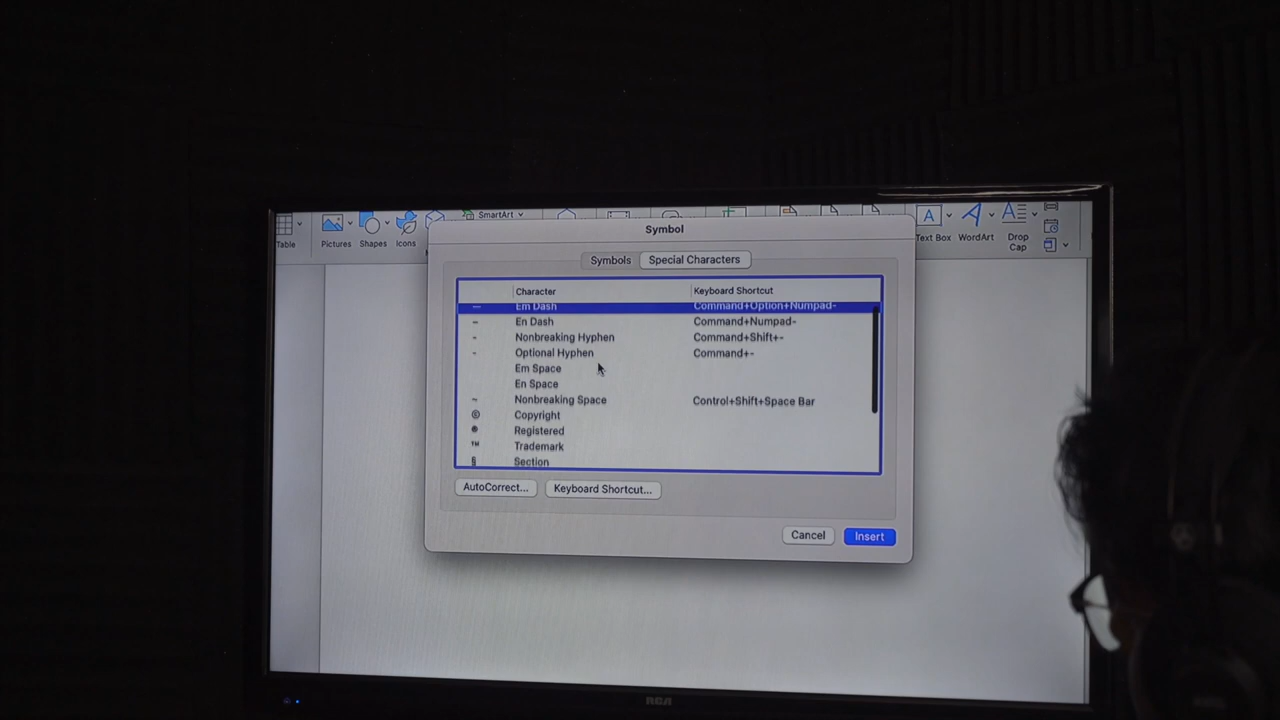 SmartArt
Table
Pictures
Shapes
Icons
A
Text Box
WordArt
Drop
Cap
Symbol
Symbols
Special Characters
Character Keyboard Shortcut
— Em Dash Command+Option+Numpad-
– En Dash Command+Numpad-
- Nonbreaking Hyphen Command+Shift+-
- Optional Hyphen Command+-
Em Space
En Space
~ Nonbreaking Space Control+Shift+Space Bar
© Copyright
® Registered
™ Trademark
§ Section
AutoCorrect...
Keyboard Shortcut...
Cancel
Insert
RCA